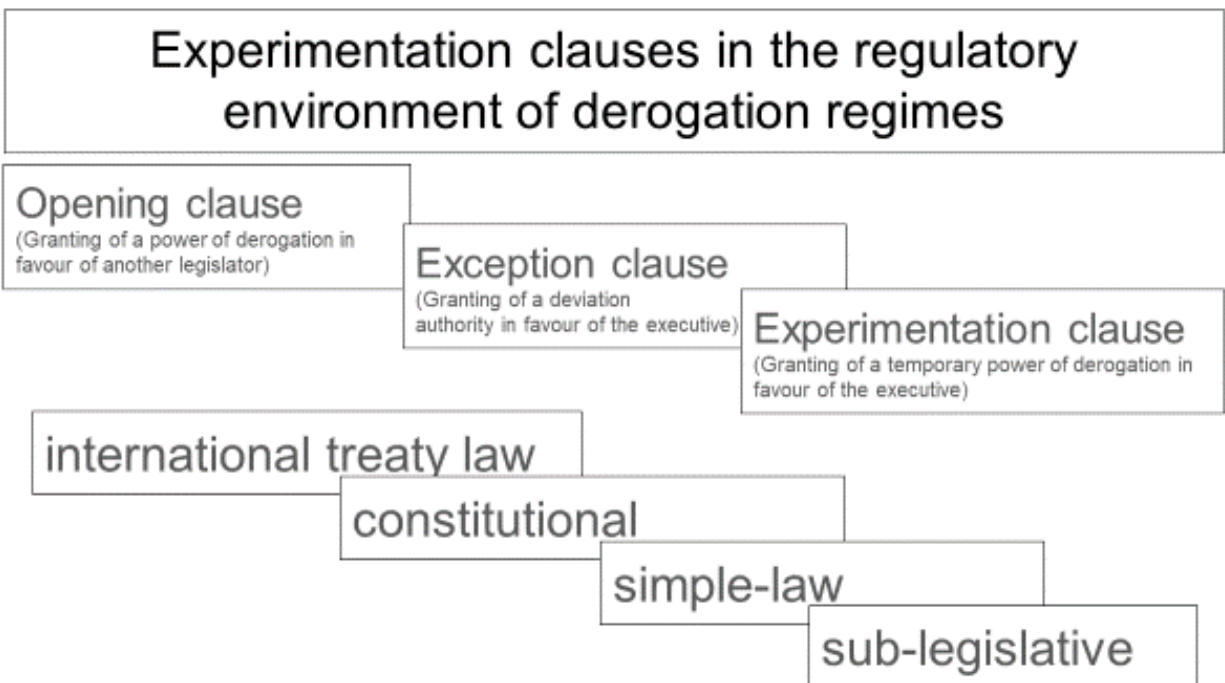 Experimentation clauses in the regulatory
environment of derogation regimes
Opening clause
(Granting of a power of derogation in
favour of another legislator)
Exception clause
(Granting of a deviation
authority in favour of the executive)
Experimentation clause
(Granting of a temporary power of derogation in
favour of the executive)
international treaty law
constitutional
simple-law
sub-legislative